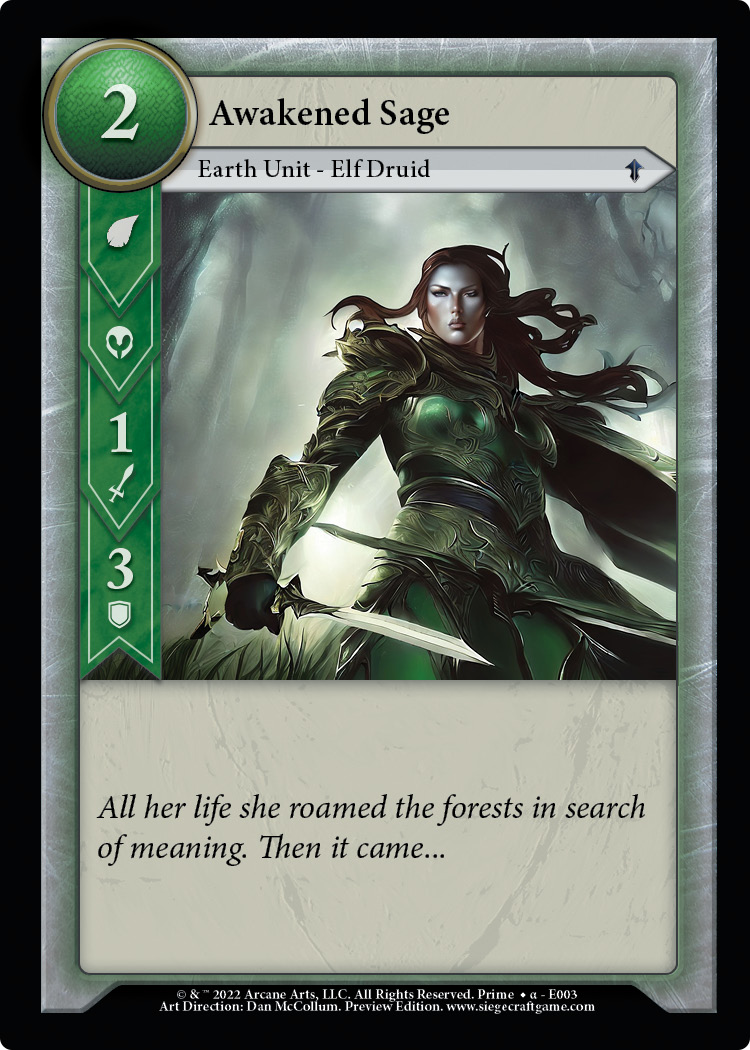 2
Awakened Sage
Earth Unit - Elf Druid
1
3
All her life she roamed the forests in search
of meaning. Then it came...
© & ™ 2022 Arcane Arts, LLC. All Rights Reserved. Prime ⬥ α - E003
Art Direction: Dan McCollum. Preview Edition. www.siegecraftgame.com